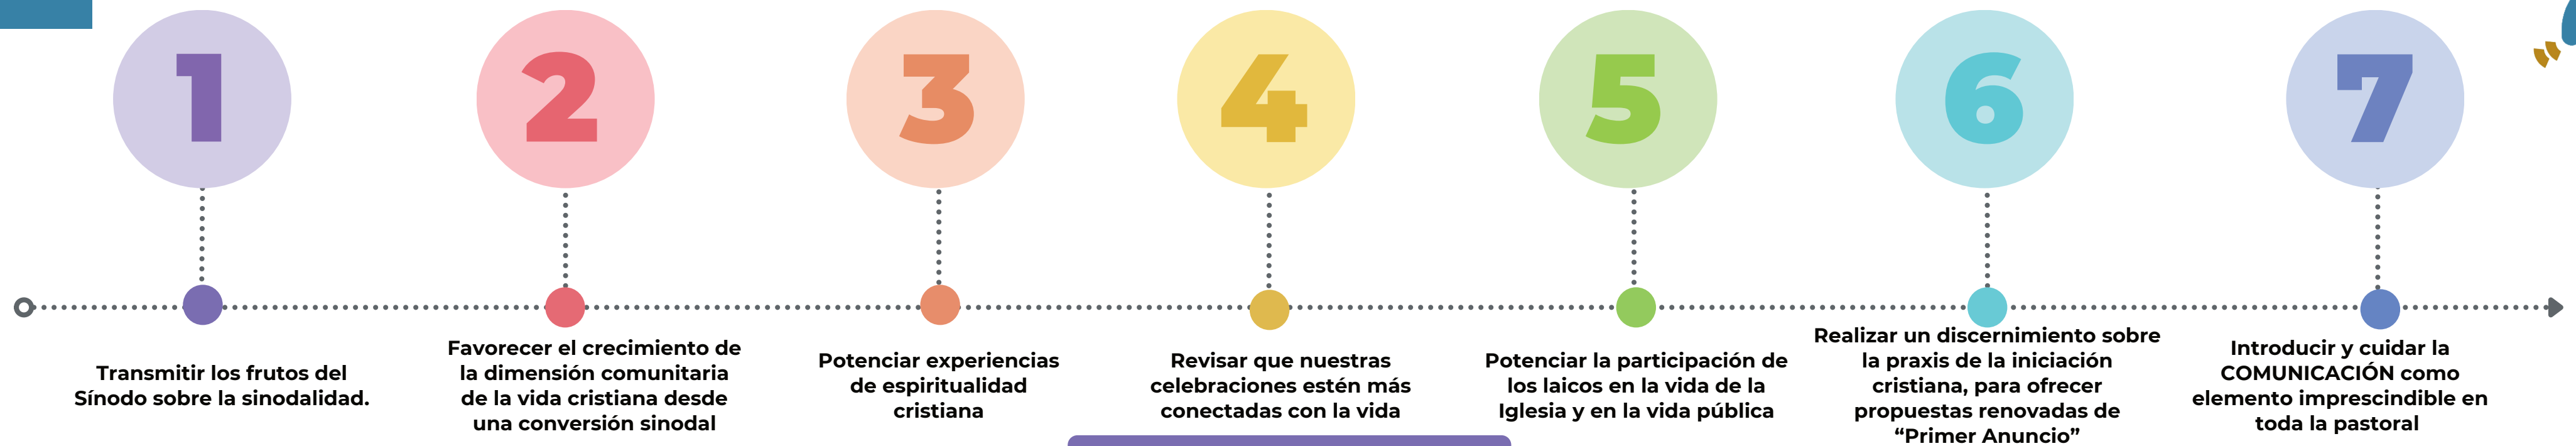 1
Transmitir los frutos del
Sínodo sobre la sinodalidad.
2
Favorecer el crecimiento de
la dimensión comunitaria
de la vida cristiana desde
una conversión sinodal
3
Potenciar experiencias
de espiritualidad
cristiana
4
Revisar que nuestras
celebraciones estén más
conectadas con la vida
5
Potenciar la participación de
los laicos en la vida de la
Iglesia y en la vida pública
6
Realizar un discernimiento sobre
la praxis de la iniciación
cristiana, para ofrecer
propuestas renovadas de
“Primer Anuncio”
7
Introducir y cuidar la
COMUNICACIÓN como
elemento imprescindible en
toda la pastoral